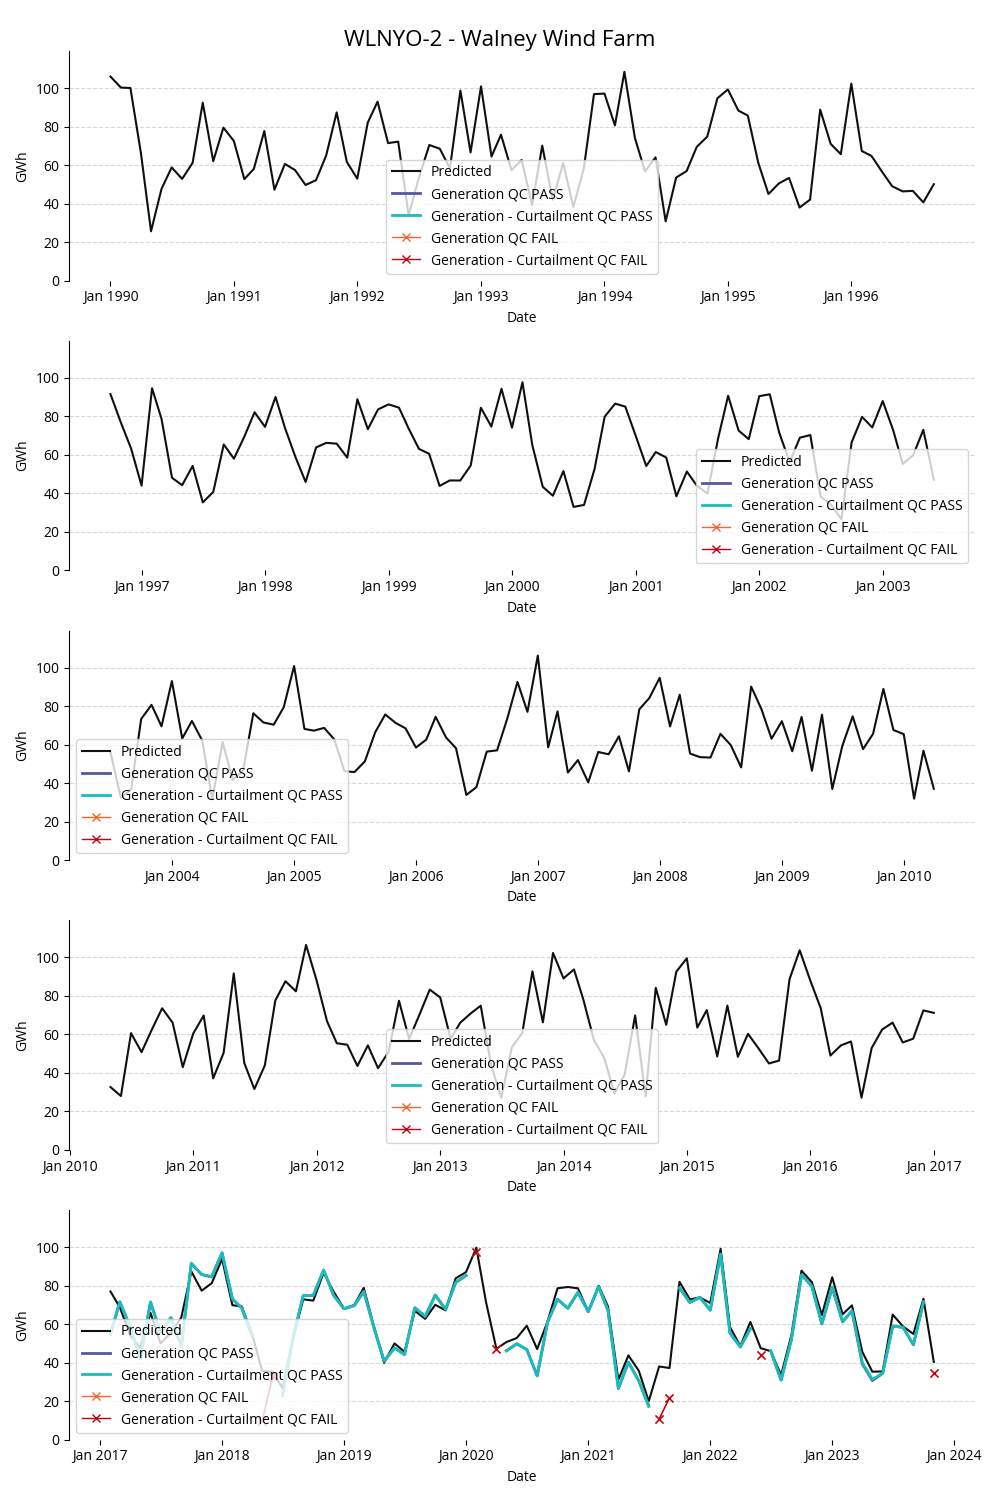 WLNYO-2 - Walney Wind Farm
GWh
100
80
60
40
20
0
Predicted
Generation QC PASS
Generation - Curtailment QC PASS
Generation QC FAIL
Generation - Curtailment QC FAIL
Jan 1990 Jan 1991 Jan 1992 Jan 1993 Jan 1994 Jan 1995 Jan 1996
Date
GWh
100
80
60
40
20
0
Predicted
Generation QC PASS
Generation - Curtailment QC PASS
Generation QC FAIL
Generation - Curtailment QC FAIL
Jan 1997 Jan 1998 Jan 1999 Jan 2000 Jan 2001 Jan 2002 Jan 2003
Date
GWh
100
80
60
40
20
0
Predicted
Generation QC PASS
Generation - Curtailment QC PASS
Generation QC FAIL
Generation - Curtailment QC FAIL
Jan 2004 Jan 2005 Jan 2006 Jan 2007 Jan 2008 Jan 2009 Jan 2010
Date
GWh
100
80
60
40
20
0
Predicted
Generation QC PASS
Generation - Curtailment QC PASS
Generation QC FAIL
Generation - Curtailment QC FAIL
Jan 2010 Jan 2011 Jan 2012 Jan 2013 Jan 2014 Jan 2015 Jan 2016 Jan 2017
Date
GWh
100
80
60
40
20
0
Predicted
Generation QC PASS
Generation - Curtailment QC PASS
Generation QC FAIL
Generation - Curtailment QC FAIL
Jan 2017 Jan 2018 Jan 2019 Jan 2020 Jan 2021 Jan 2022 Jan 2023 Jan 2024
Date